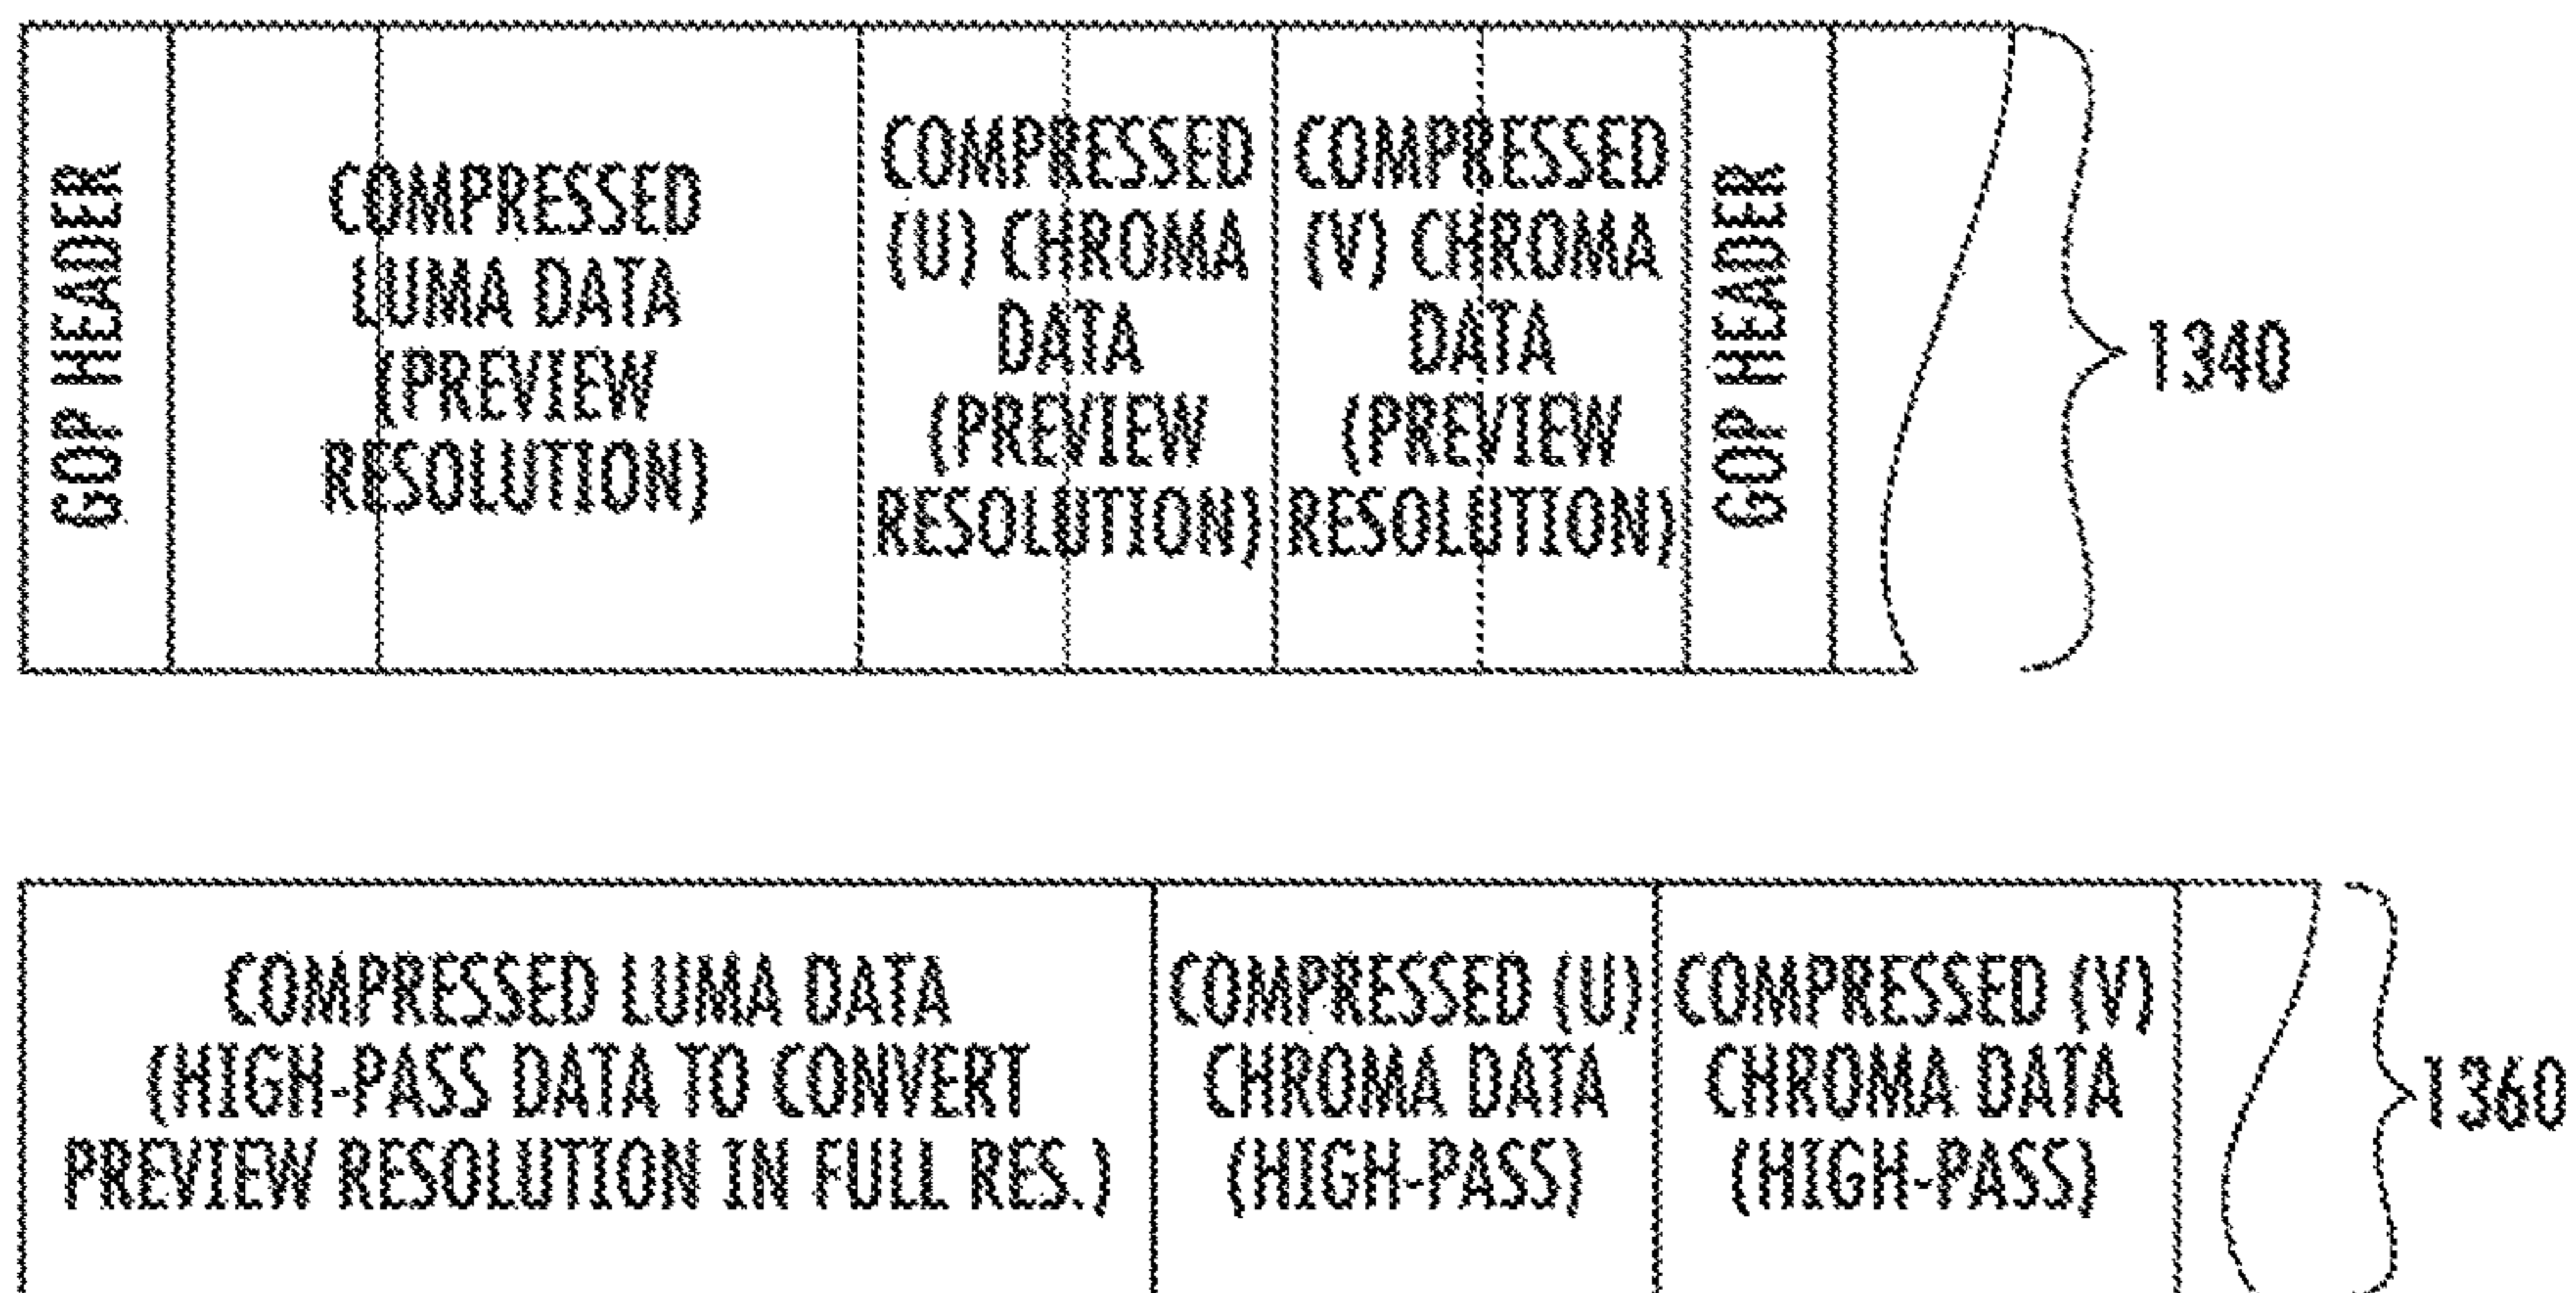 GOP HEADER
COMPRESSED
LUMA DATA
(PREVIEW
RESOLUTION)
COMPRESSED
(U) CHROMA
DATA
(PREVIEW
RESOLUTION)
COMPRESSED
(V) CHROMA
DATA
(PREVIEW
RESOLUTION)
GOP HEADER
1340
COMPRESSED LUMA DATA
(HIGH-PASS DATA TO CONVERT
PREVIEW RESOLUTION IN FULL RES.)
COMPRESSED (U)
CHROMA DATA
(HIGH-PASS)
COMPRESSED (V)
CHROMA DATA
(HIGH-PASS)
1360